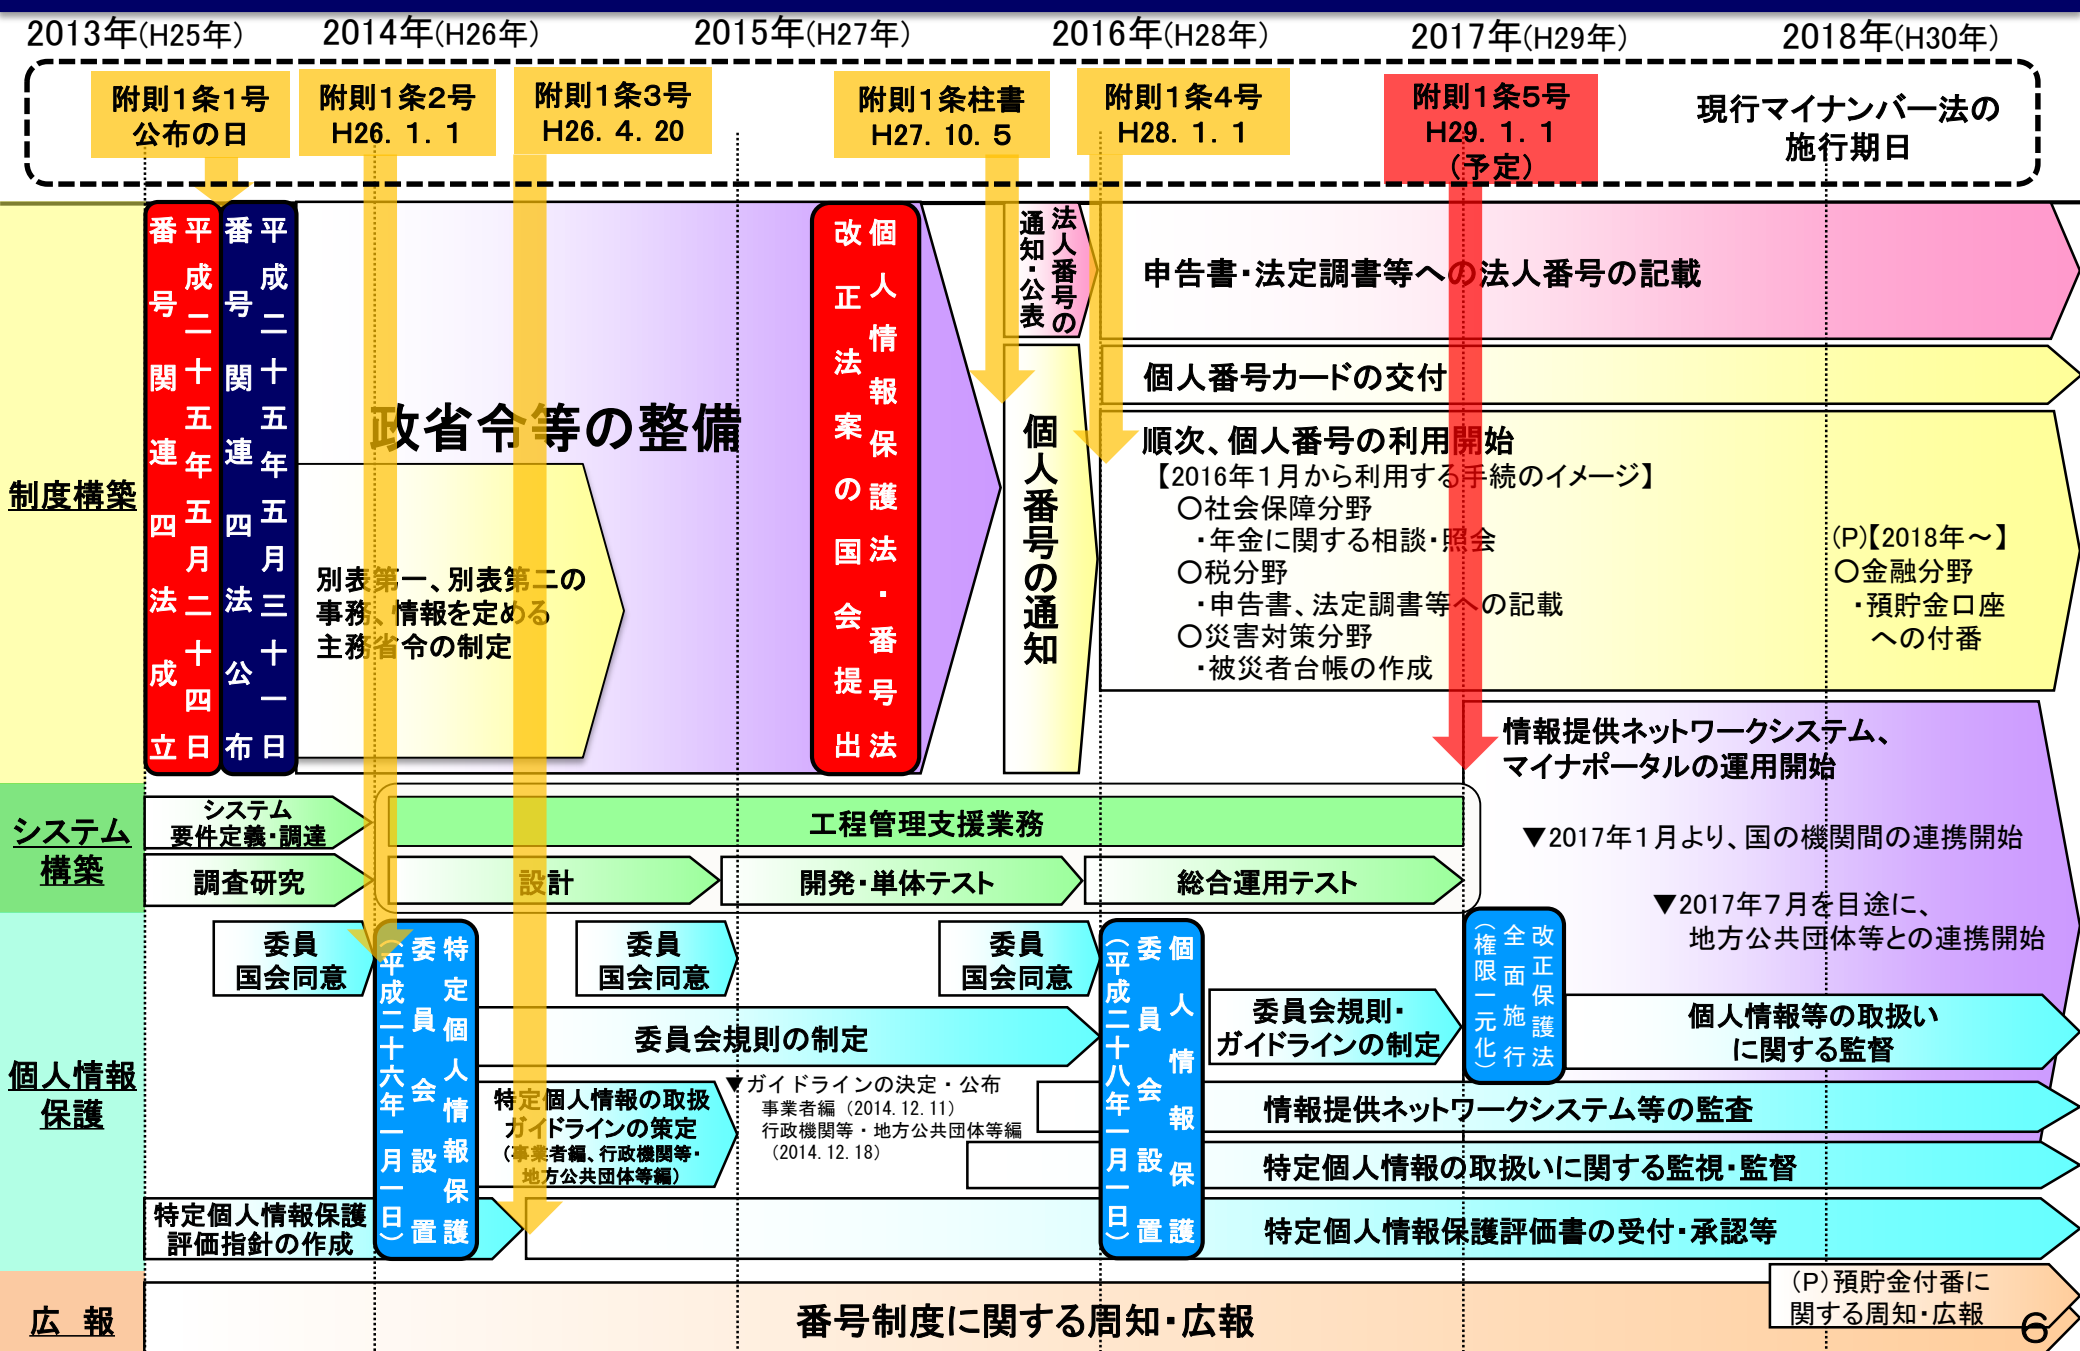 2013年(H25年)
2014年(H26年)
2015年(H27年)
2016年(H28年)
2017年(H29年)
2018年(H30年)
附則1条1号
公布の日
附則1条2号
H26．1．1
附則1条3号
H26．4．20
附則1条柱書
H27．10．5
附則1条4号
H28．1．1
附則1条5号
H29．1．1
(予定)
現行マイナンバー法の
施行期日
制度構築
平成二十五年五月二十四日
番号関連四法成立
平成二十五年五月三十一日
番号関連四法公布
政省令等の整備
別表第一、別表第二の
事務、情報を定める
主務省令の制定
個人情報保護法・番号法
改正法案の国会提出
法人番号の
通知・公表
個人番号の通知
申告書・法定調書等への法人番号の記載
個人番号カードの交付
順次、個人番号の利用開始
【2016年1月から利用する手続のイメージ】
○社会保障分野
・年金に関する相談・照会
○税分野
・申告書、法定調書等への記載
○災害対策分野
・被災者台帳の作成
(P)【2018年～】
○金融分野
・預貯金口座
への付番
情報提供ネットワークシステム、
マイナポータルの運用開始
▼2017年1月より、国の機関間の連携開始
▼2017年7月を目途に、
地方公共団体等との連携開始
システム
構築
システム
要件定義・調達
調査研究
工程管理支援業務
設計
開発・単体テスト
総合運用テスト
個人情報
保護
委員
国会同意
特定個人情報保護
委員会設置
(平成二十六年一月一日)
委員
国会同意
委員
国会同意
委員会規則の制定
特定個人情報の取扱
ガイドラインの策定
(事業者編、行政機関等・
地方公共団体等編)
▼ガイドラインの決定・公布
事業者編（2014.12.11）
行政機関等・地方公共団体等編
（2014.12.18）
個人情報保護
委員会設置
(平成二十八年一月一日)
委員会規則・
ガイドラインの制定
改正保護法
全面施行
(権限一元化)
個人情報等の取扱い
に関する監督
情報提供ネットワークシステム等の監査
特定個人情報の取扱いに関する監視・監督
特定個人情報保護
評価指針の作成
特定個人情報保護評価書の受付・承認等
広　報
番号制度に関する周知・広報
(P)預貯金付番に
関する周知・広報
6